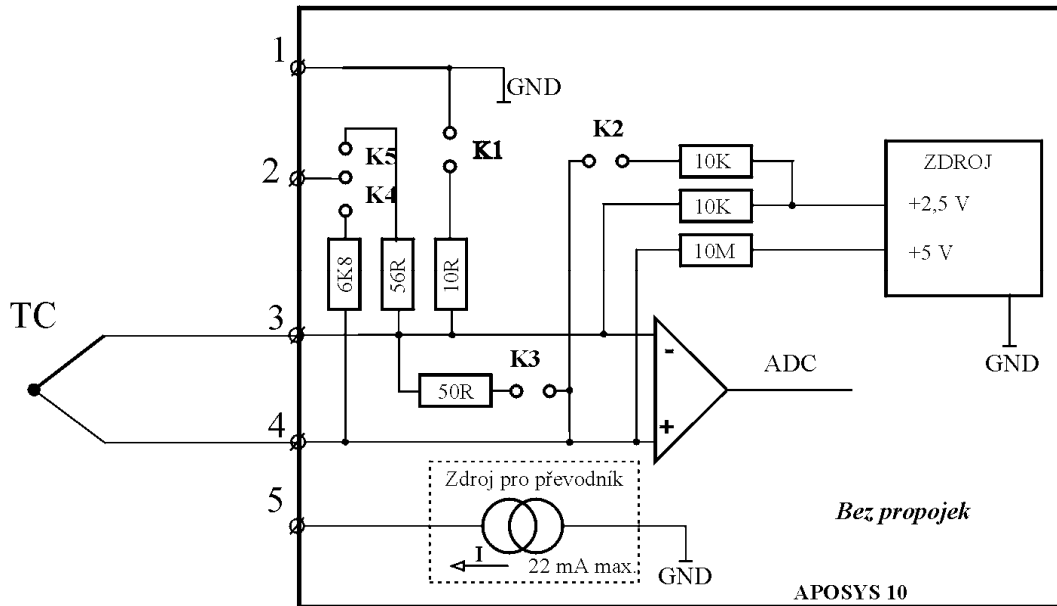 1
GND
K5
K1
K2
10K
ZDROJ
2
K4
10K
+2,5 V
10M
+5 V
6K8
56R
10R
TC
3
-
GND
K3
ADC
50R
4
+
Zdroj pro převodník
5
Bez propojek
I
22 mA max.
GND
APOSYS 10